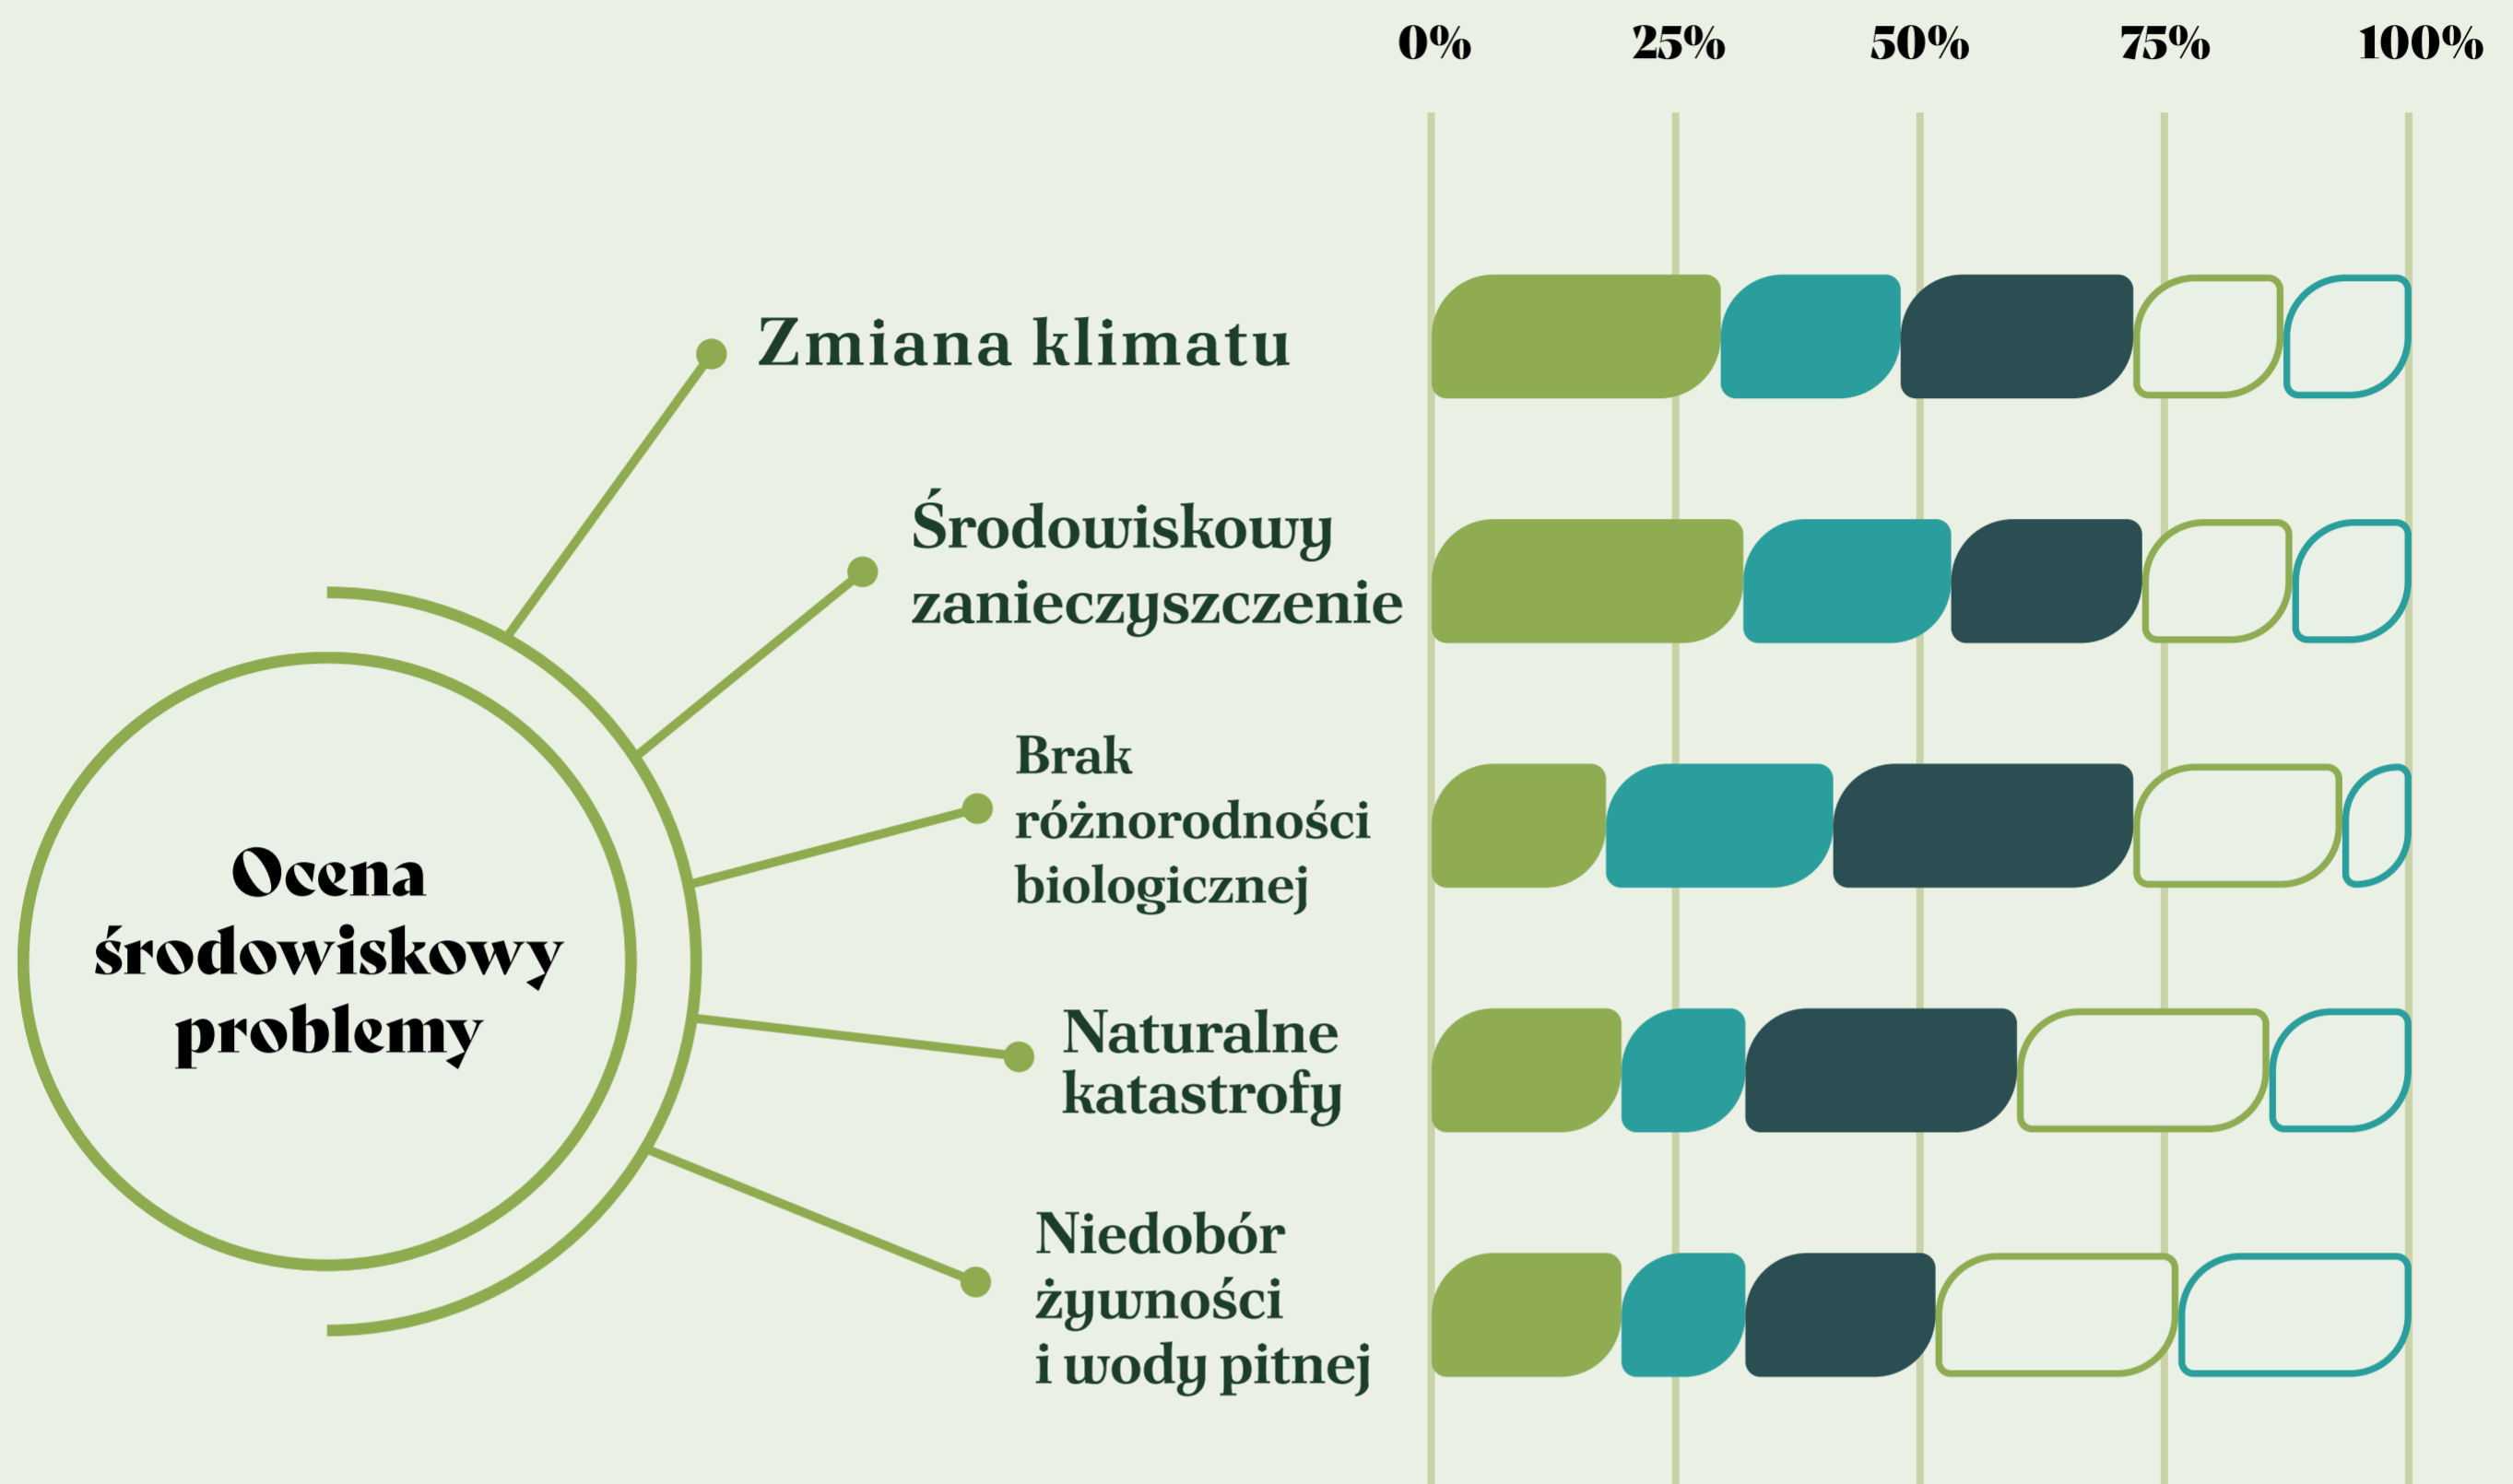 0% 25% 50% 75% 100%
Zmiana klimatu
Środowiskowy
zanieczyszczenie
Brak
różnorodności
biologicznej
Ocena
środowiskowy
problemy
Naturalne
katastrofy
Niedobór
żywności
i wody pitnej